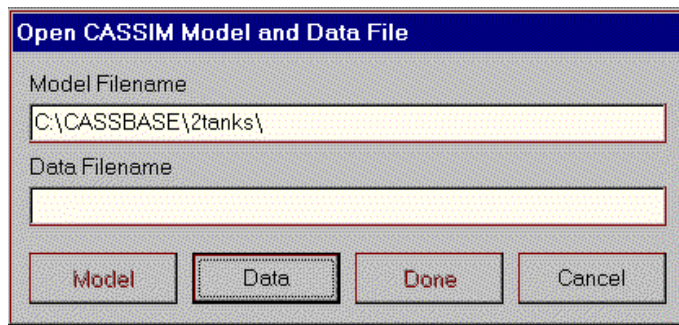 Open CASSIM Model and Data File
Model Filename
C:\CASSBASE\2tanks\
Data Filename
Model Data Done Cancel